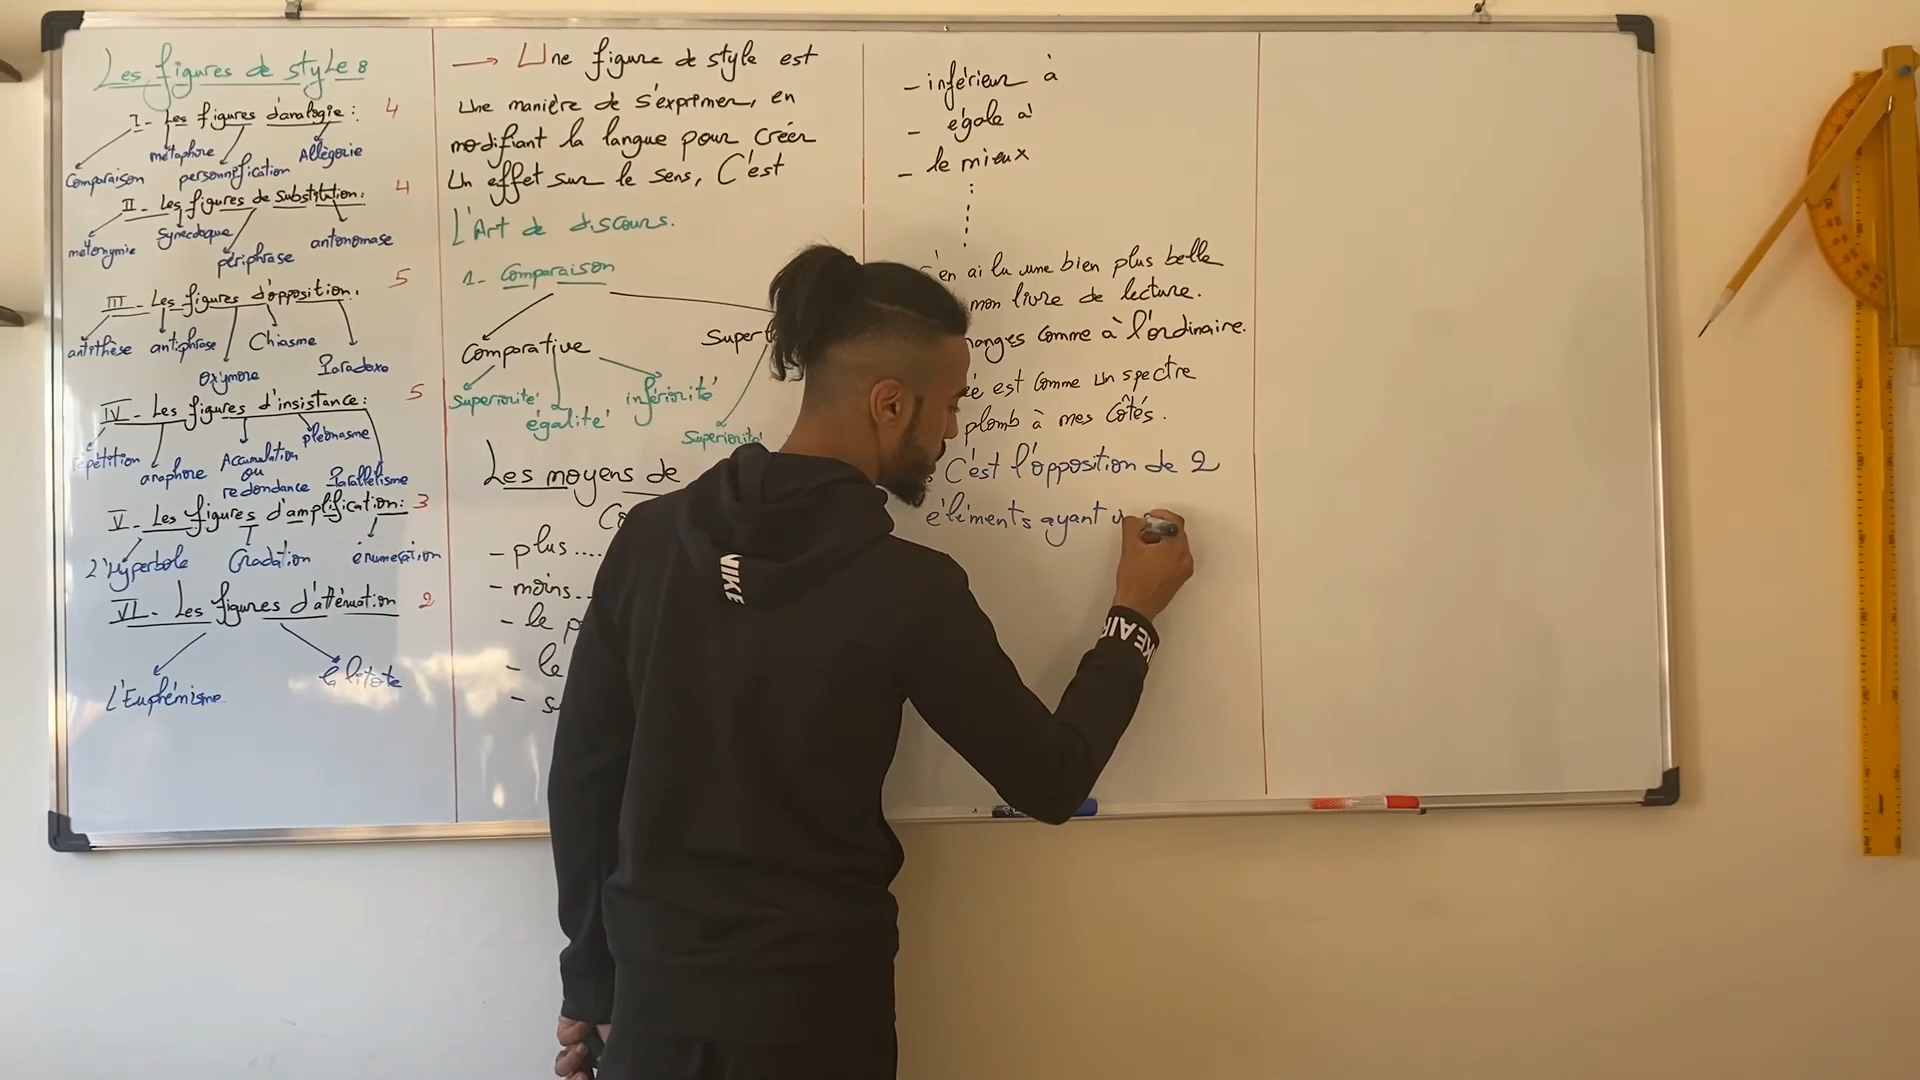 Les figures de style 8
I - Les figures d'analogie : 4
métaphore Allégorie
Comparaison personnification
II - Les figures de substitution : 4
métonymie Synecdoque antonomase
périphrase
III - Les figures d'opposition. 5
antithèse antiphrase Chiasme
Oxymore Paradoxe
IV - Les figures d'insistance : 5
répétition anaphore Accumulation pléonasme
ou
redondance Parallélisme
V - Les figures d'amplification : 3
L'Hyperbole Gradation énumération
VI - Les figures d'atténuation 2
L'Euphémisme la litote
→ Une figure de style est
Une manière de s'exprimer, en
modifiant la langue pour créer
Un effet sur le sens, C'est
L'Art de discours.
1- Comparaison
Comparative
Superiorité égalité infériorité
Superiorité
Les moyens de
- plus....
- moins..
- le
- le
- inférieur à
- égale à
- le mieux
en ai lu une bien plus belle
mon livre de lecture.
comme à l'ordinaire.
est comme un spectre
plomb à mes côtés.
C'est l'opposition de 2
éléments ayant
NIKE
AIR